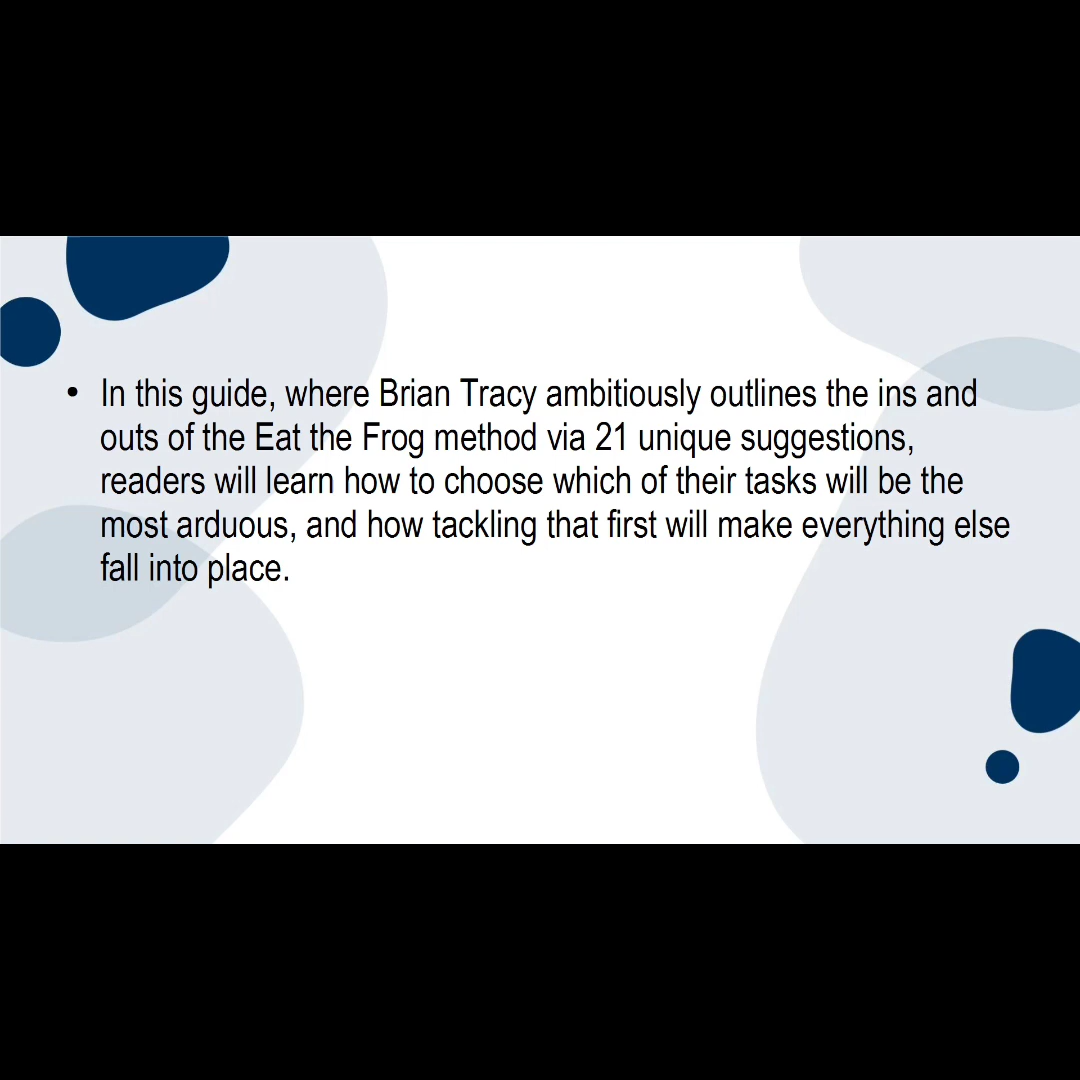 • In this guide, where Brian Tracy ambitiously outlines the ins and
outs of the Eat the Frog method via 21 unique suggestions,
readers will learn how to choose which of their tasks will be the
most arduous, and how tackling that first will make everything else
fall into place.